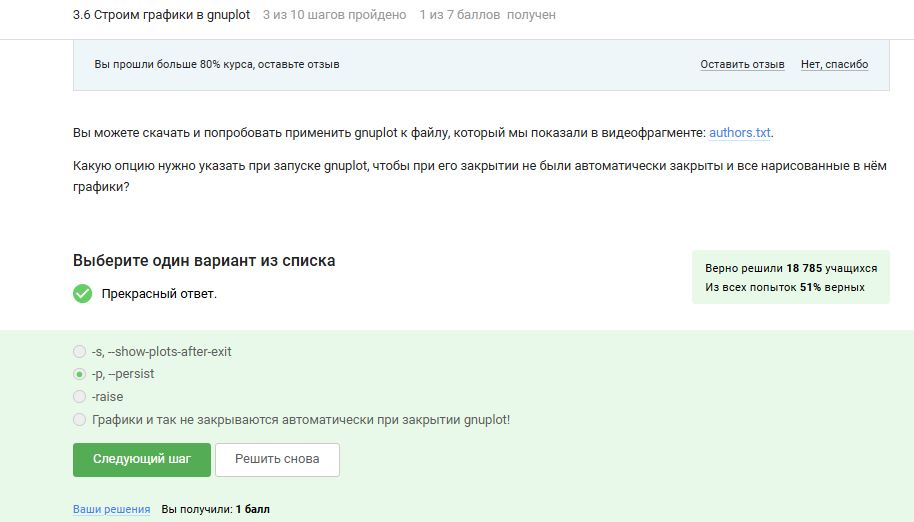 3.6 Строим графики в gnuplot 3 из 10 шагов пройдено 1 из 7 баллов получен
Вы прошли больше 80% курса, оставьте отзыв Оставить отзыв Нет, спасибо
Вы можете скачать и попробовать применить gnuplot к файлу, который мы показали в видеофрагменте: authors.txt.
Какую опцию нужно указать при запуске gnuplot, чтобы при его закрытии не были автоматически закрыты и все нарисованные в нём
графики?
Выберите один вариант из списка
Прекрасный ответ.
Верно решили 18 785 учащихся
Из всех попыток 51% верных
-s, --show-plots-after-exit
-p, --persist
-raise
Графики и так не закрываются автоматически при закрытии gnuplot!
Следующий шаг Решить снова
Ваши решения Вы получили: 1 балл